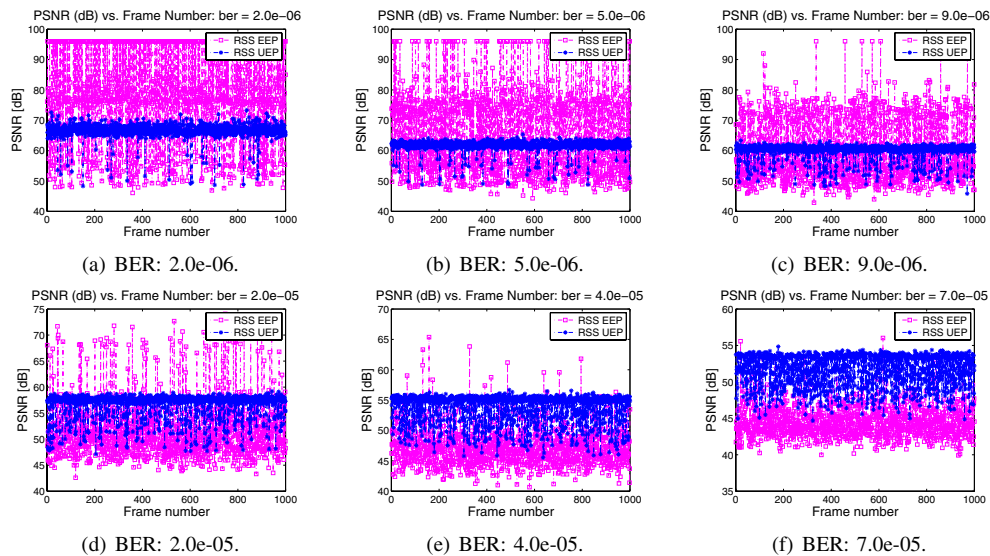 PSNR (dB) vs. Frame Number: ber = 2.0e−06
100
90
80
70
60
50
40
0 200 400 600 800 1000
PSNR [dB]
Frame number
RSS EEP
RSS UEP
(a) BER: 2.0e-06.
PSNR (dB) vs. Frame Number: ber = 5.0e−06
100
90
80
70
60
50
40
0 200 400 600 800 1000
PSNR [dB]
Frame number
RSS EEP
RSS UEP
(b) BER: 5.0e-06.
PSNR (dB) vs. Frame Number: ber = 9.0e−06
100
90
80
70
60
50
40
0 200 400 600 800 1000
PSNR [dB]
Frame number
RSS EEP
RSS UEP
(c) BER: 9.0e-06.
PSNR (dB) vs. Frame Number: ber = 2.0e−05
75
70
65
60
55
50
45
40
0 200 400 600 800 1000
PSNR [dB]
Frame number
RSS EEP
RSS UEP
(d) BER: 2.0e-05.
PSNR (dB) vs. Frame Number: ber = 4.0e−05
70
65
60
55
50
45
40
0 200 400 600 800 1000
PSNR [dB]
Frame number
RSS EEP
RSS UEP
(e) BER: 4.0e-05.
PSNR (dB) vs. Frame Number: ber = 7.0e−05
60
55
50
45
40
35
0 200 400 600 800 1000
PSNR [dB]
Frame number
RSS EEP
RSS UEP
(f) BER: 7.0e-05.